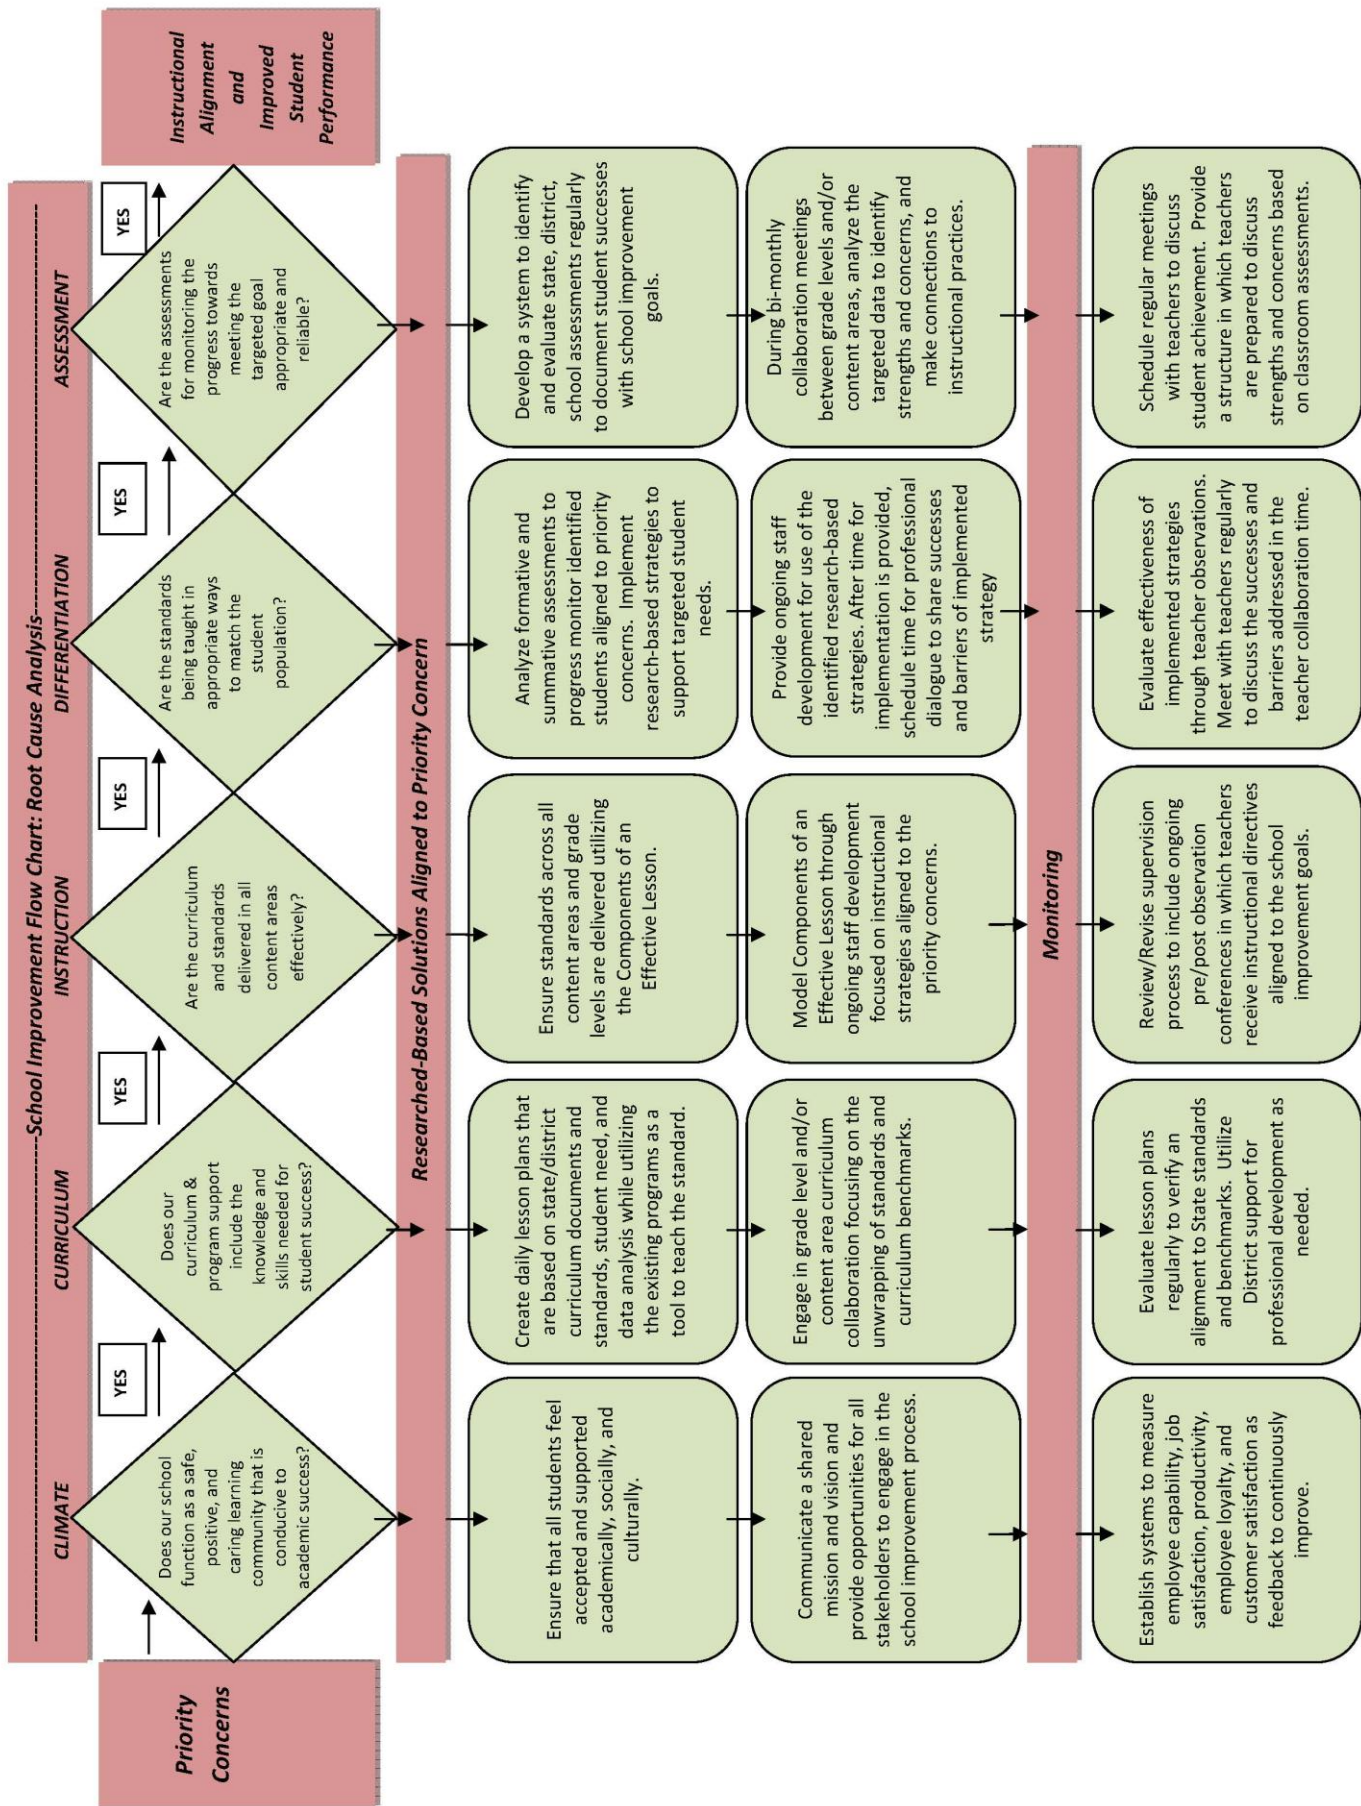 --------------------School Improvement Flow Chart: Root Cause Analysis--------------------
CLIMATE
CURRICULUM
INSTRUCTION
DIFFERENTIATION
ASSESSMENT
Priority
Concerns
Does our school
function as a safe,
positive, and
caring learning
community that is
conducive to
academic success?
YES
Does our
curriculum &
program support
include the
knowledge and
skills needed for
student success?
YES
Are the curriculum
and standards
delivered in all
content areas
effectively?
YES
Are the standards
being taught in
appropriate ways
to match the
student
population?
YES
Are the assessments
for monitoring the
progress towards
meeting the
targeted goal
appropriate and
reliable?
YES
Instructional
Alignment
and
Improved
Student
Performance
Researched-Based Solutions Aligned to Priority Concern
Ensure that all students feel
accepted and supported
academically, socially, and
culturally.
Create daily lesson plans that
are based on state/district
curriculum documents and
standards, student need, and
data analysis while utilizing
the existing programs as a
tool to teach the standard.
Ensure standards across all
content areas and grade
levels are delivered utilizing
the Components of an
Effective Lesson.
Analyze formative and
summative assessments to
progress monitor identified
students aligned to priority
concerns. Implement
research-based strategies to
support targeted student
needs.
Develop a system to identify
and evaluate state, district,
school assessments regularly
to document student successes
with school improvement
goals.
Communicate a shared
mission and vision and
provide opportunities for all
stakeholders to engage in the
school improvement process.
Engage in grade level and/or
content area curriculum
collaboration focusing on the
unwrapping of standards and
curriculum benchmarks.
Model Components of an
Effective Lesson through
ongoing staff development
focused on instructional
strategies aligned to the
priority concerns.
Provide ongoing staff
development for use of the
identified research-based
strategies. After time for
implementation is provided,
schedule time for professional
dialogue to share successes
and barriers of implemented
strategy
During bi-monthly
collaboration meetings
between grade levels and/or
content areas, analyze the
targeted data to identify
strengths and concerns, and
make connections to
instructional practices.
Monitoring
Establish systems to measure
employee capability, job
satisfaction, productivity,
employee loyalty, and
customer satisfaction as
feedback to continuously
improve.
Evaluate lesson plans
regularly to verify an
alignment to State standards
and benchmarks. Utilize
District support for
professional development as
needed.
Review/Revise supervision
process to include ongoing
pre/post observation
conferences in which teachers
receive instructional directives
aligned to the school
improvement goals.
Evaluate effectiveness of
implemented strategies
through teacher observations.
Meet with teachers regularly
to discuss the successes and
barriers addressed in the
teacher collaboration time.
Schedule regular meetings
with teachers to discuss
student achievement. Provide
a structure in which teachers
are prepared to discuss
strengths and concerns based
on classroom assessments.